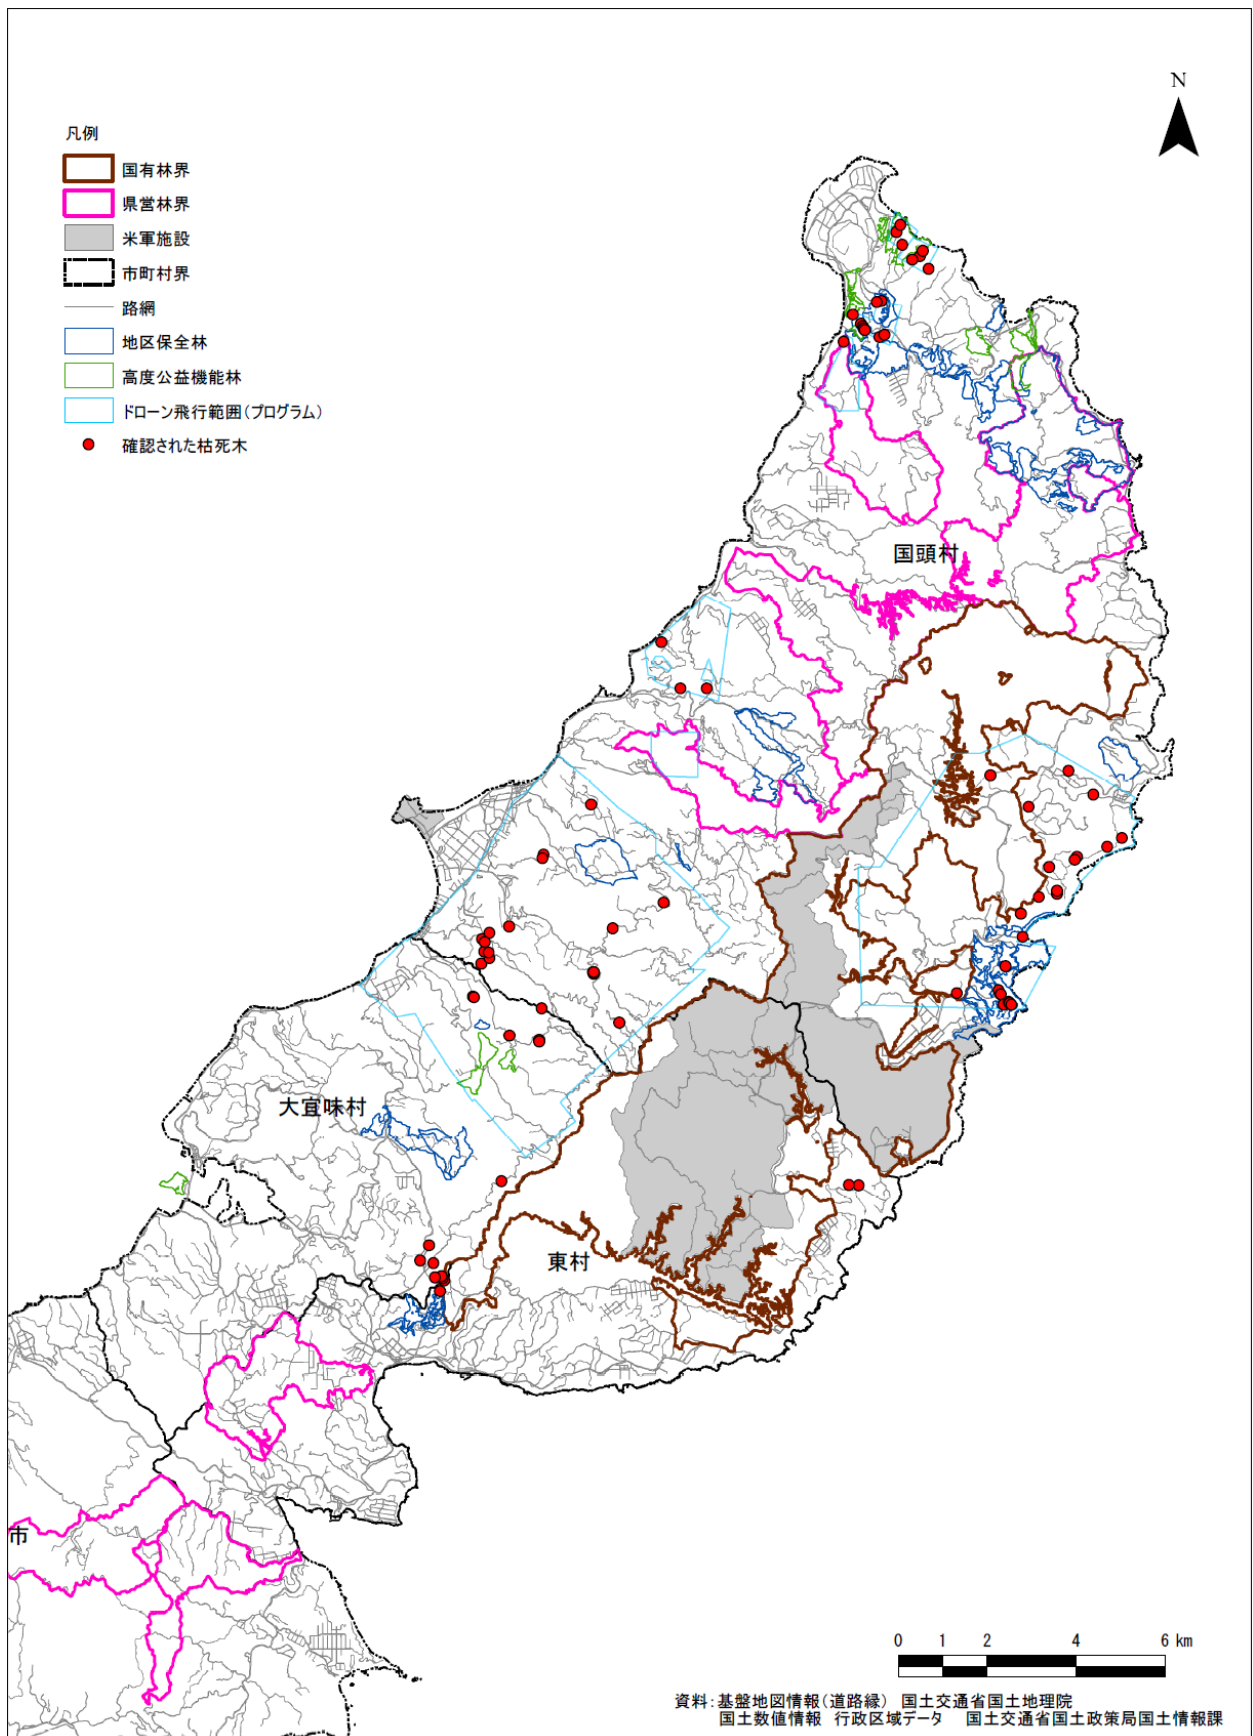 N
凡例
国有林界
県営林界
米軍施設
市町村界
路網
地区保全林
高度公益機能林
ドローン飛行範囲(プログラム)
確認された枯死木
国頭村
大宜味村
東村
市
0 1 2 4 6 km
資料:基盤地図情報(道路縁) 国土交通省国土地理院
国土数値情報 行政区域データ 国土交通省国土政策局国土情報課